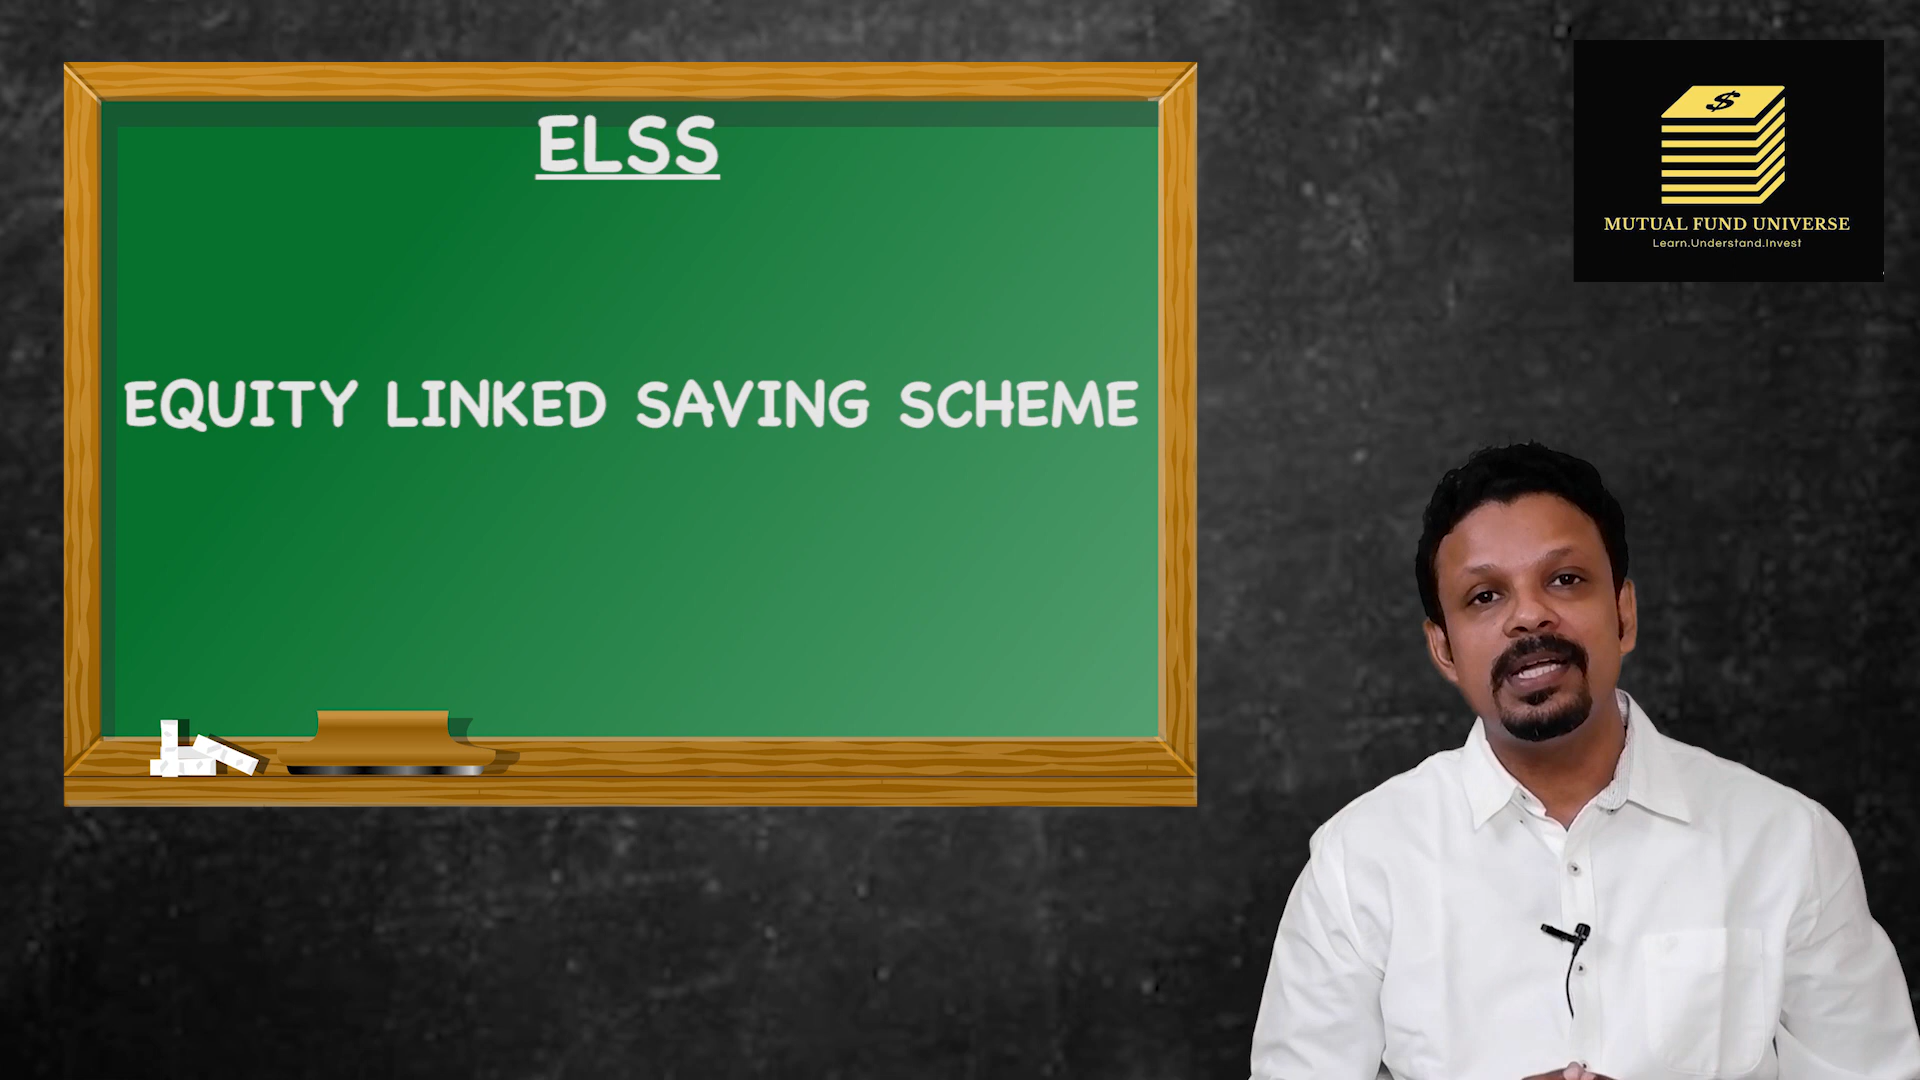 ELSS
EQUITY LINKED SAVING SCHEME
$
MUTUAL FUND UNIVERSE
Learn.Understand.Invest